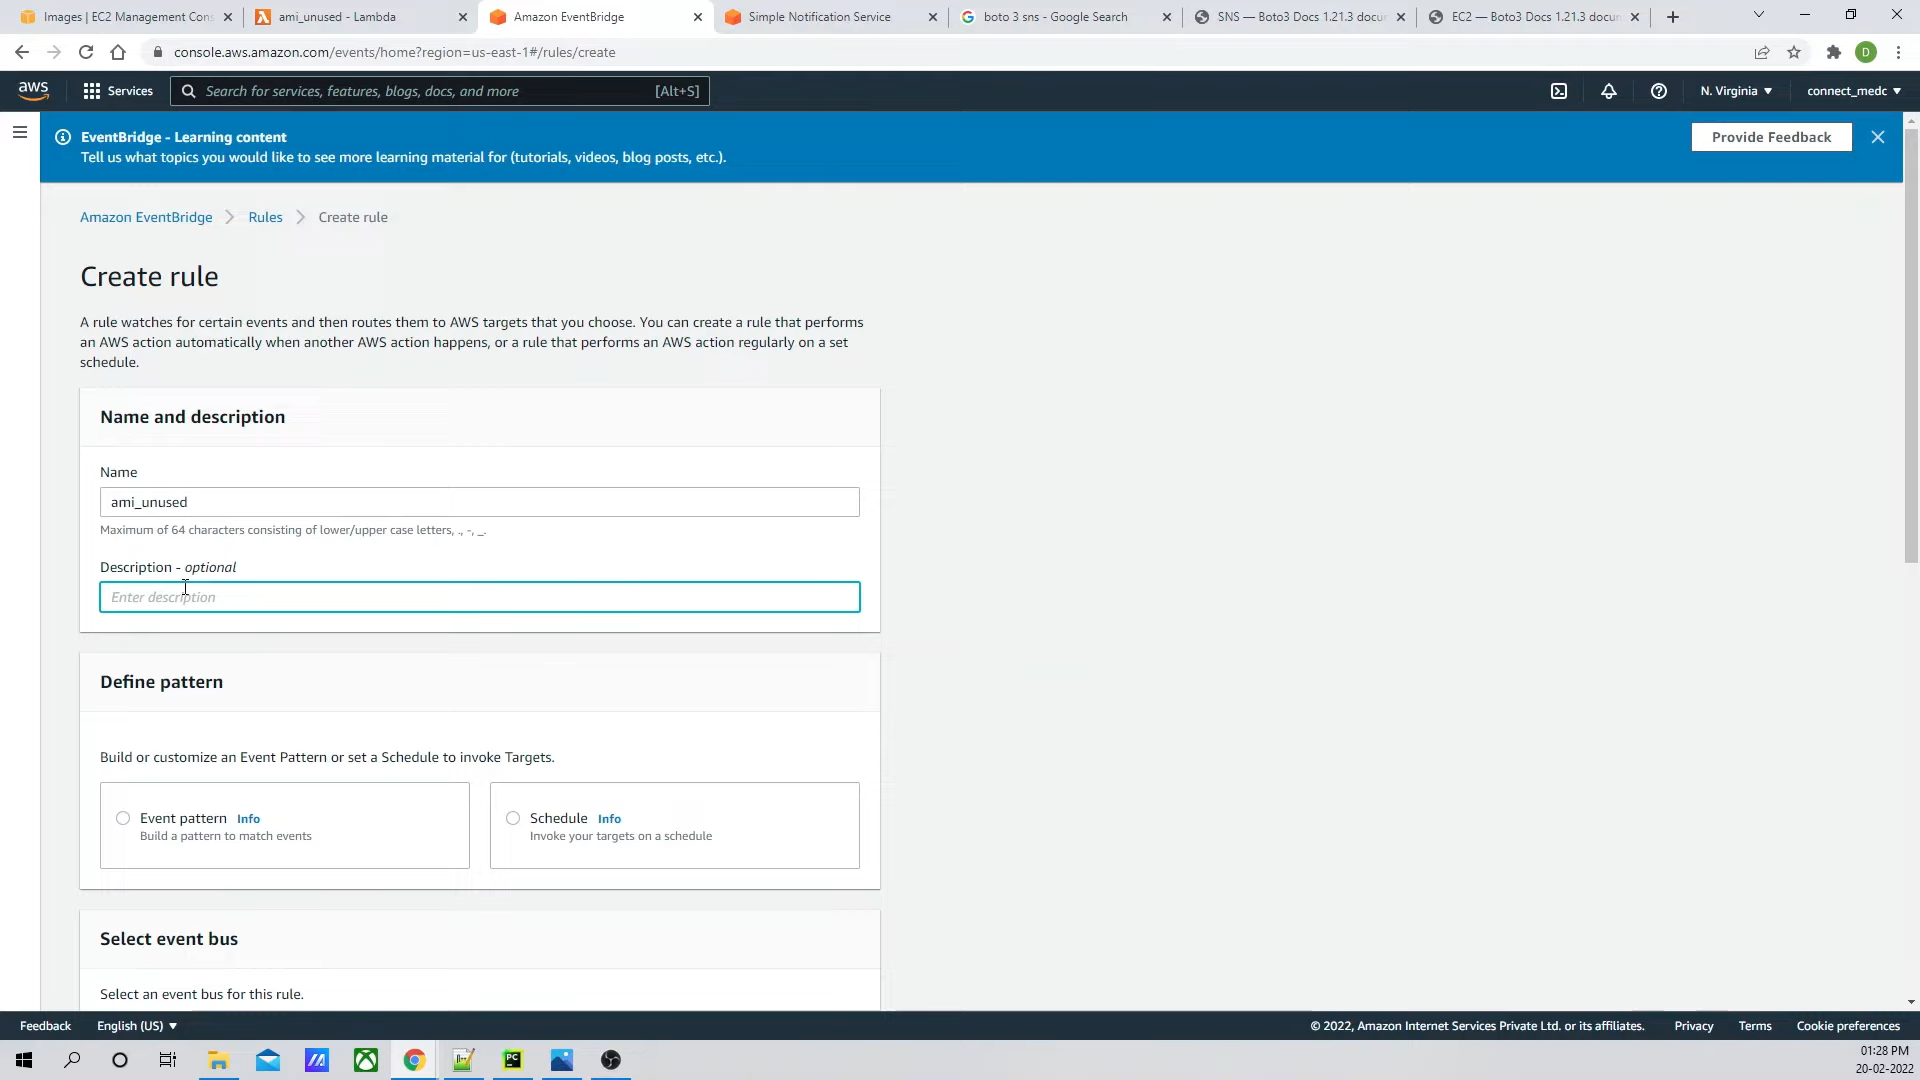 Images | EC2 Management Cons
ami_unused - Lambda
Amazon EventBridge
Simple Notification Service
boto 3 sns - Google Search
SNS — Boto3 Docs 1.21.3 docu
EC2 — Boto3 Docs 1.21.3 docun
console.aws.amazon.com/events/home?region=us-east-1#/rules/create
D
aws
Services
Search for services, features, blogs, docs, and more
[Alt+S]
N. Virginia
connect_medc
EventBridge - Learning content
Tell us what topics you would like to see more learning material for (tutorials, videos, blog posts, etc.).
Provide Feedback
Amazon EventBridge
Rules
Create rule
Create rule
A rule watches for certain events and then routes them to AWS targets that you choose. You can create a rule that performs
an AWS action automatically when another AWS action happens, or a rule that performs an AWS action regularly on a set
schedule.
Name and description
Name
ami_unused
Maximum of 64 characters consisting of lower/upper case letters, ., -, _.
Description - optional
Enter description
Define pattern
Build or customize an Event Pattern or set a Schedule to invoke Targets.
Event pattern Info
Build a pattern to match events
Schedule Info
Invoke your targets on a schedule
Select event bus
Select an event bus for this rule.
Feedback
English (US)
© 2022, Amazon Internet Services Private Ltd. or its affiliates.
Privacy
Terms
Cookie preferences
PC
01:28 PM
20-02-2022